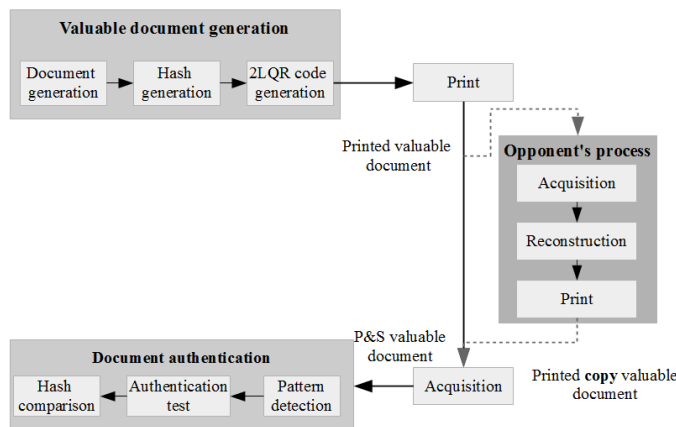 Valuable document generation
Document
generation
Hash
generation
2LQR code
generation
Print
Printed valuable
document
Opponent's process
Acquisition
Reconstruction
Print
P&S valuable
document
Document authentication
Hash
comparison
Authentication
test
Pattern
detection
Acquisition
Printed copy valuable
document